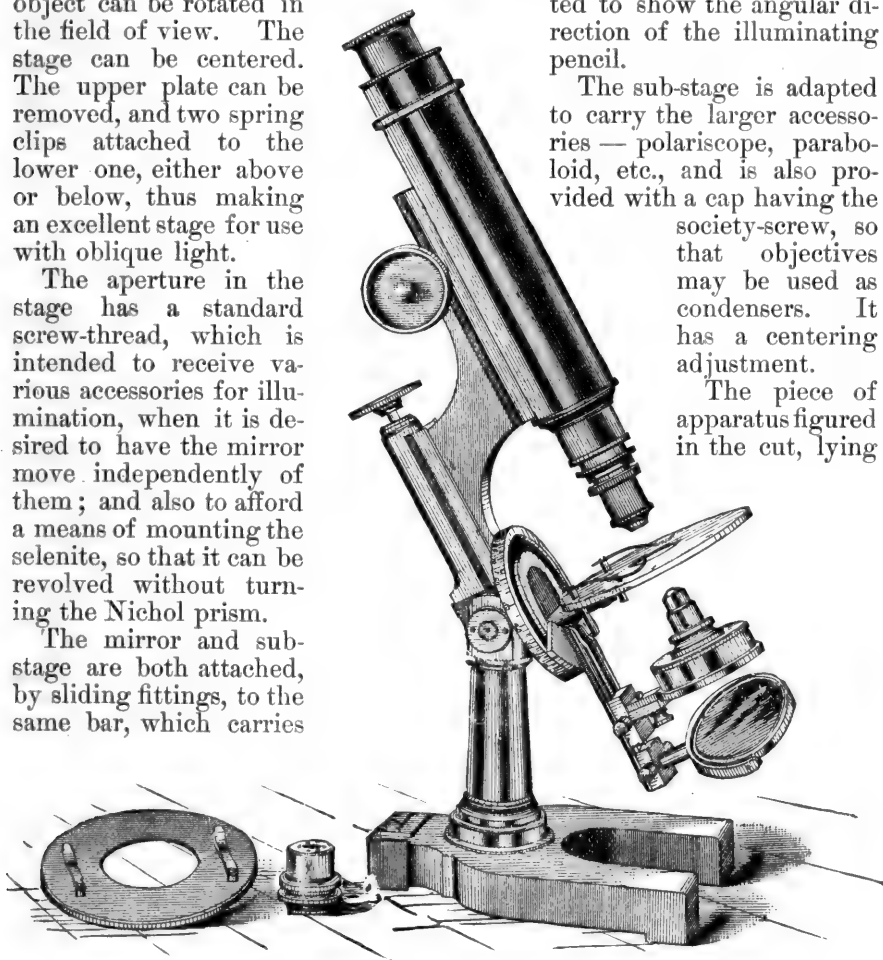 object can be rotated in
the field of view. The
stage can be centered.
The upper plate can be
removed, and two spring
clips attached to the
lower one, either above
or below, thus making
an excellent stage for use
with oblique light.
The aperture in the
stage has a standard
screw-thread, which is
intended to receive va-
rious accessories for illu-
mination, when it is de-
sired to have the mirror
move independently of
them; and also to afford
a means of mounting the
selenite, so that it can be
revolved without turn-
ing the Nichol prism.
The mirror and sub-
stage are both attached,
by sliding fittings, to the
same bar, which carries
ted to show the angular di-
rection of the illuminating
pencil.
The sub-stage is adapted
to carry the larger accesso-
ries — polariscope, parabo-
loid, etc., and is also pro-
vided with a cap having the
society-screw, so
that objectives
may be used as
condensers. It
has a centering
adjustment.
The piece of
apparatus figured
in the cut, lying